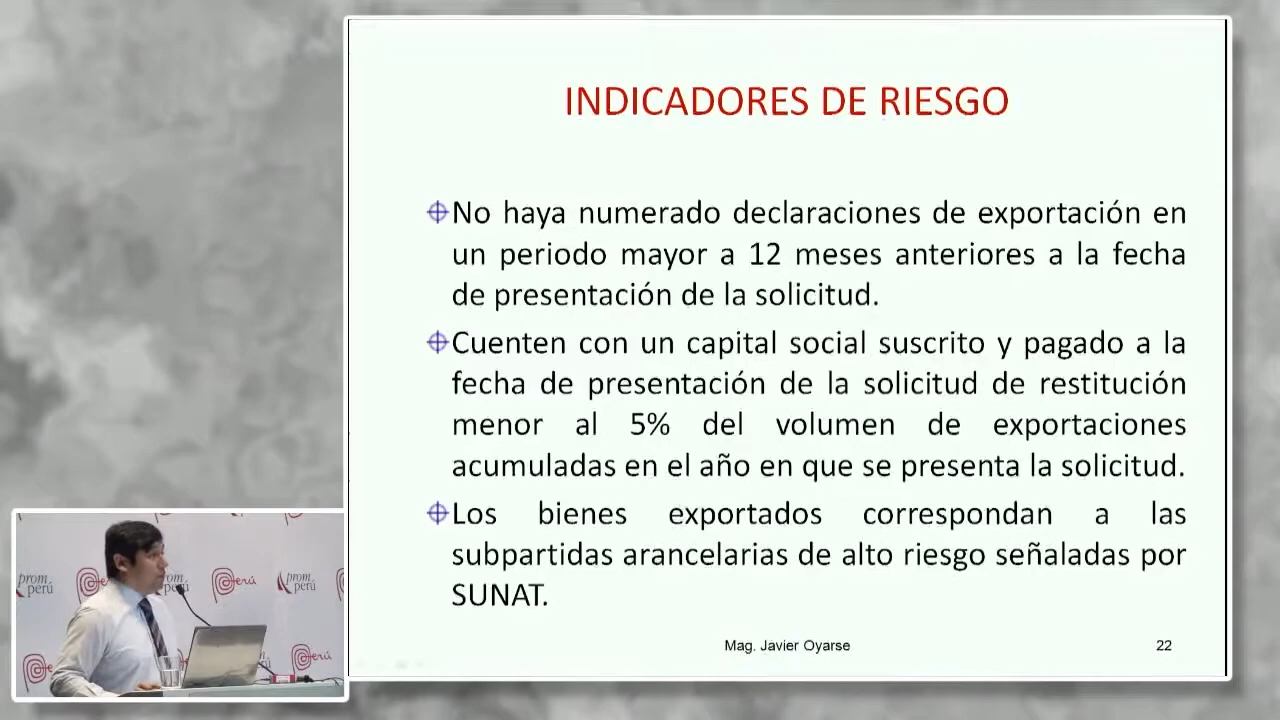 INDICADORES DE RIESGO
No haya numerado declaraciones de exportación en
un periodo mayor a 12 meses anteriores a la fecha
de presentación de la solicitud.
Cuenten con un capital social suscrito y pagado a la
fecha de presentación de la solicitud de restitución
menor al 5% del volumen de exportaciones
acumuladas en el año en que se presenta la solicitud.
Los bienes exportados correspondan a las
subpartidas arancelarias de alto riesgo señaladas por
SUNAT.
Mag. Javier Oyarse
22
prom
perú
Perú
prom
perú
Perú
prom
perú
Perú